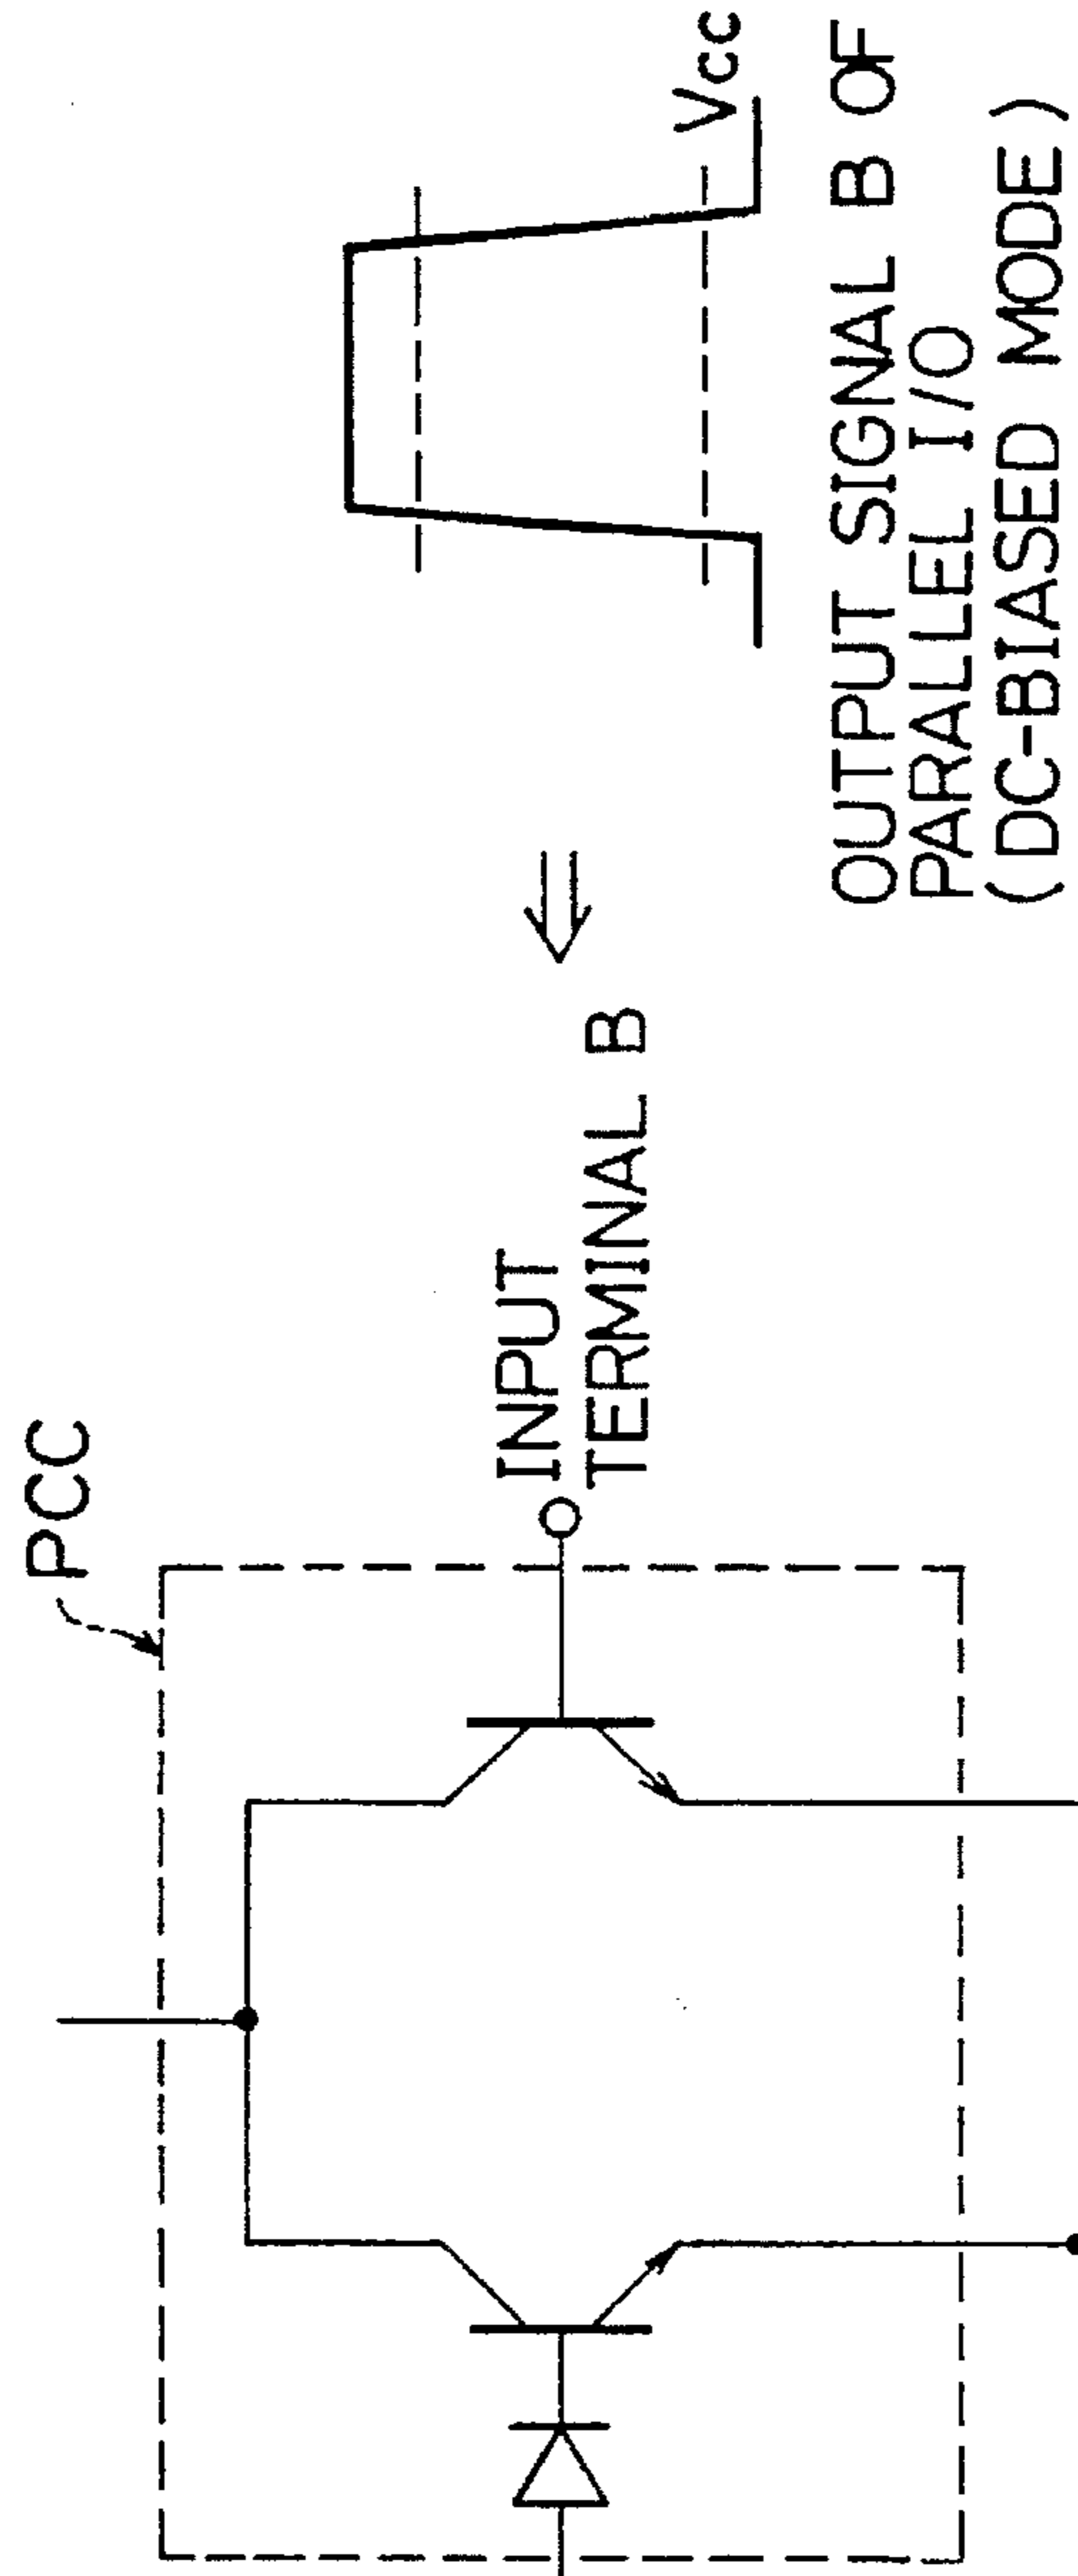 PCC
INPUT
TERMINAL B
Vcc
OUTPUT SIGNAL B OF
PARALLEL I/O
(DC-BIASED MODE)